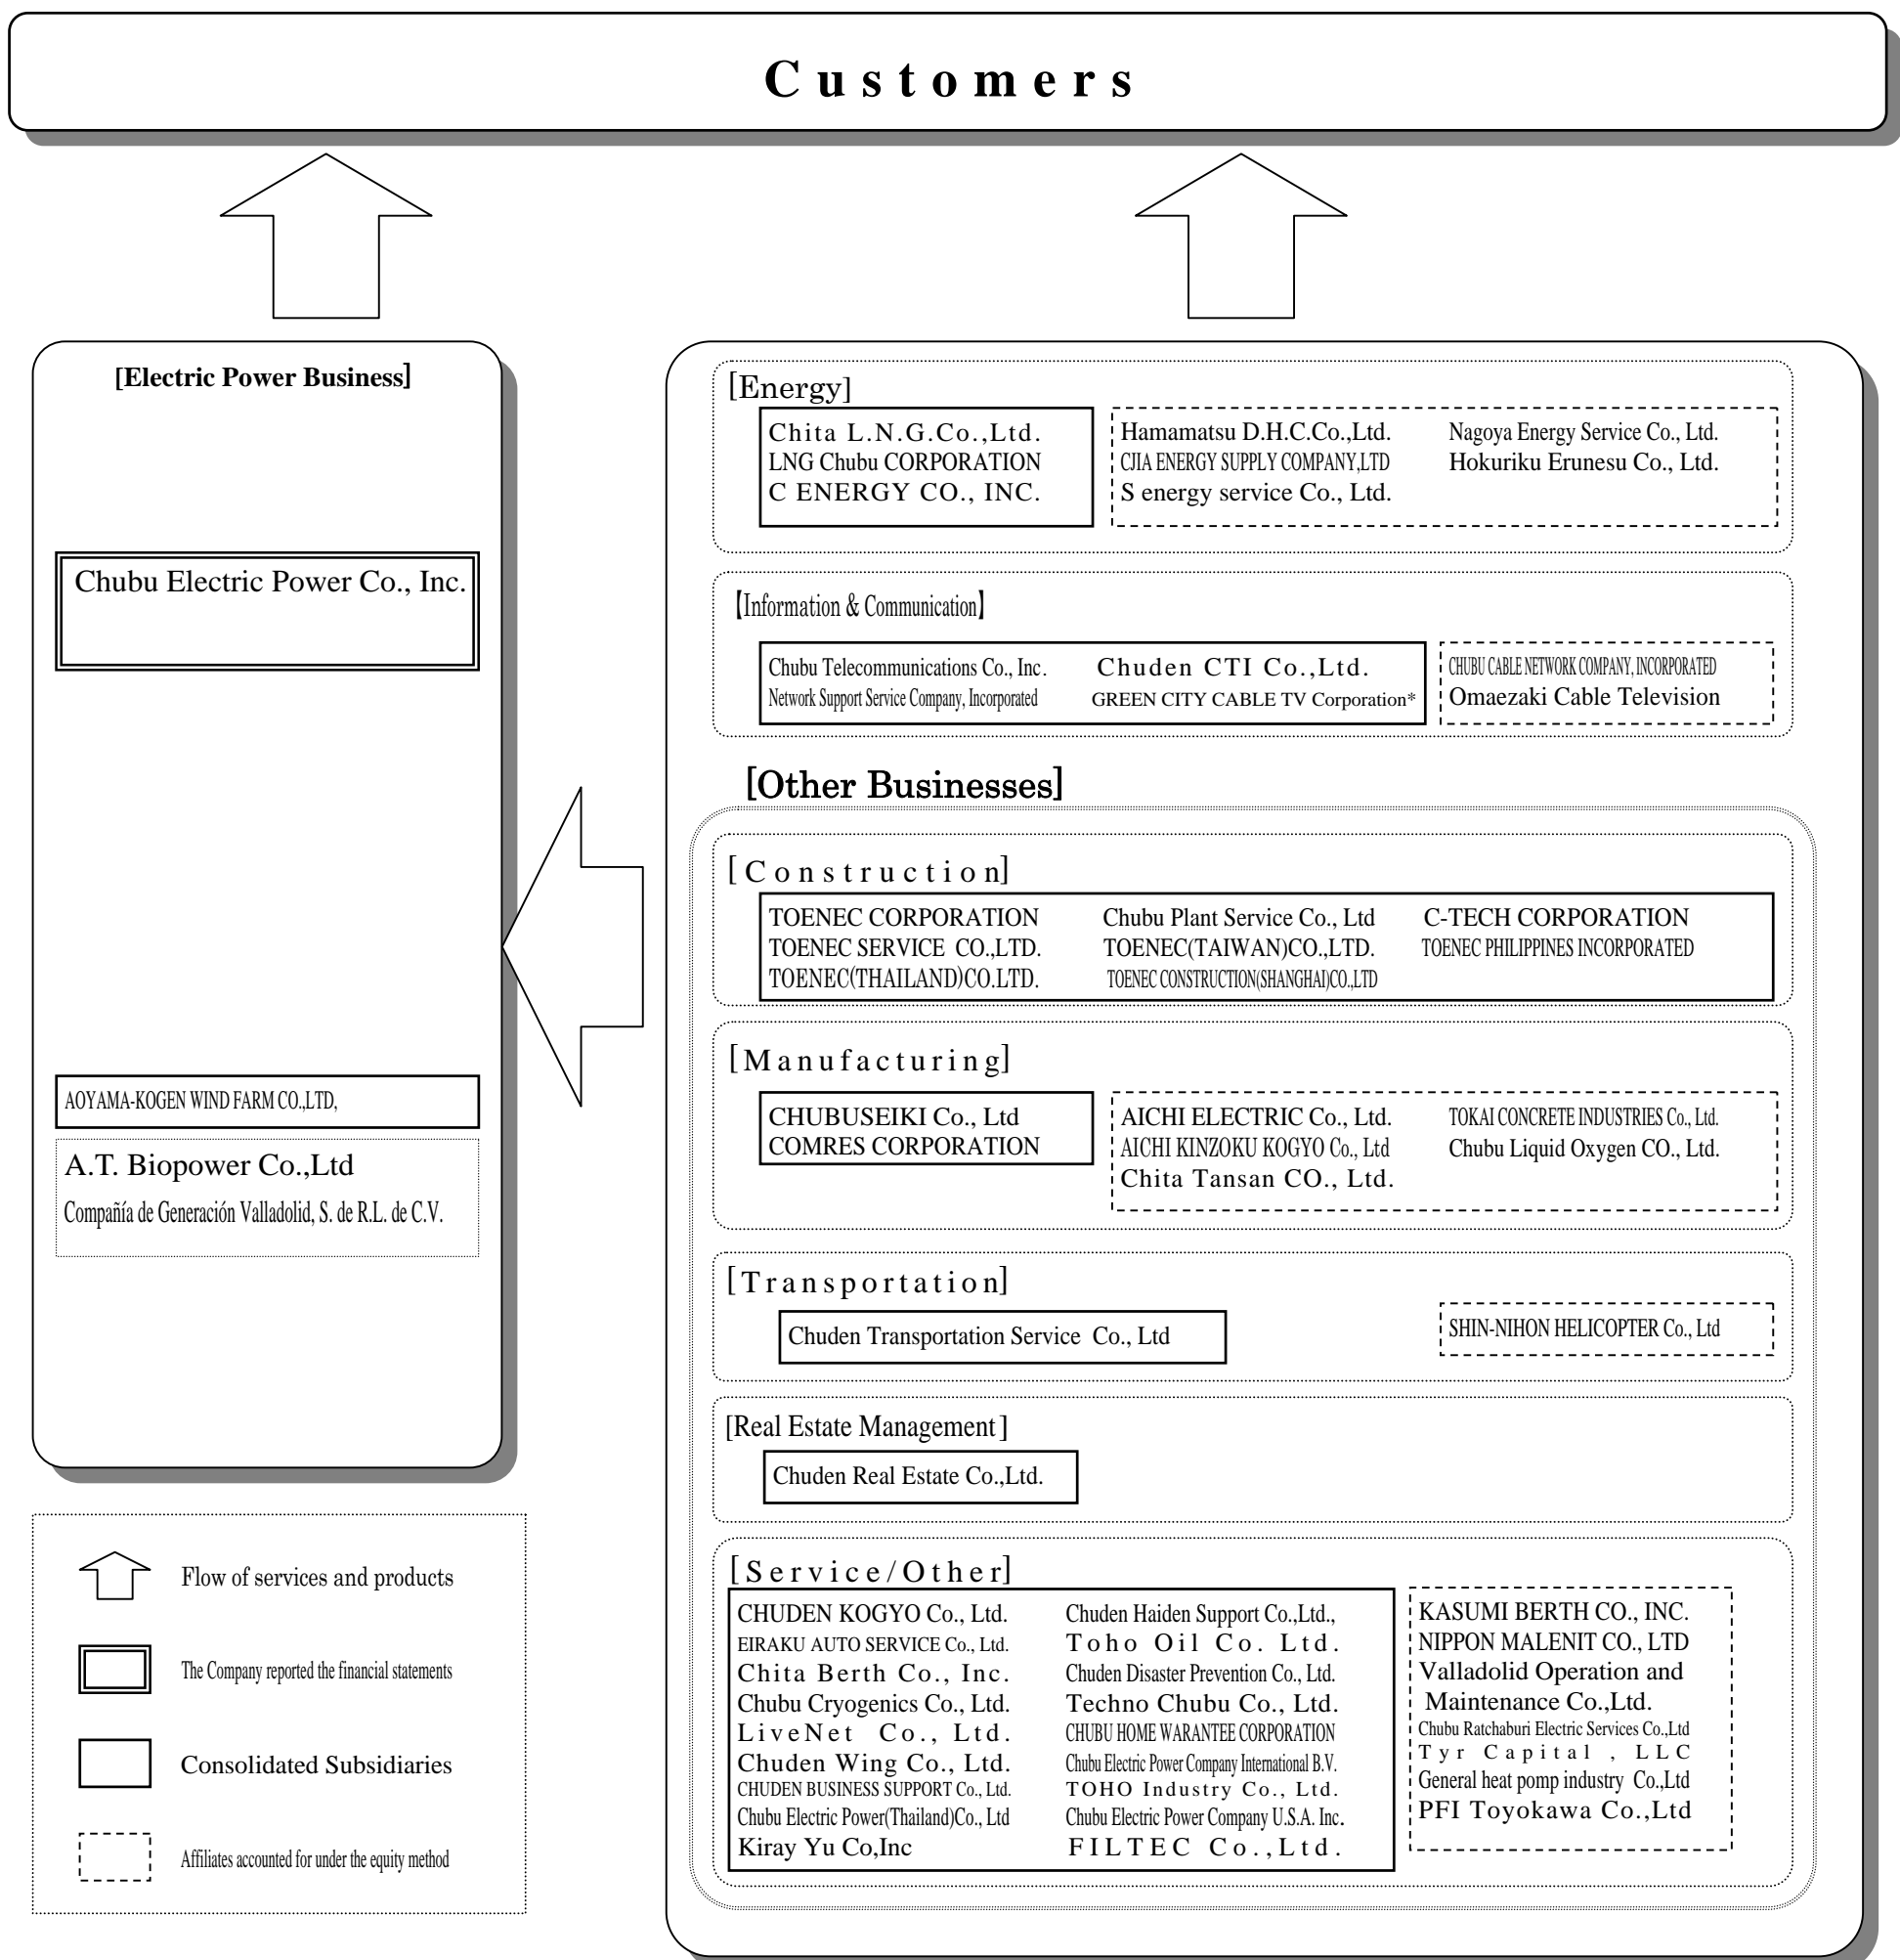 Customers
[Electric Power Business]
Chubu Electric Power Co., Inc.
AOYAMA-KOGEN WIND FARM CO.,LTD,
A.T. Biopower Co.,Ltd
Compañía de Generación Valladolid, S. de R.L. de C.V.
Flow of services and products
The Company reported the financial statements
Consolidated Subsidiaries
Affiliates accounted for under the equity method
[Energy]
Chita L.N.G.Co.,Ltd.
LNG Chubu CORPORATION
C ENERGY CO., INC.
Hamamatsu D.H.C.Co.,Ltd. Nagoya Energy Service Co., Ltd.
CJIA ENERGY SUPPLY COMPANY,LTD Hokuriku Erunesu Co., Ltd.
S energy service Co., Ltd.
【Information & Communication】
Chubu Telecommunications Co., Inc. Chuden CTI Co.,Ltd.
Network Support Service Company, Incorporated GREEN CITY CABLE TV Corporation*
CHUBU CABLE NETWORK COMPANY, INCORPORATED
Omaezaki Cable Television
[Other Businesses]
[Construction]
TOENEC CORPORATION Chubu Plant Service Co., Ltd C-TECH CORPORATION
TOENEC SERVICE CO.,LTD. TOENEC(TAIWAN)CO.,LTD. TOENEC PHILIPPINES INCORPORATED
TOENEC(THAILAND)CO.LTD. TOENEC CONSTRUCTION(SHANGHAI)CO.,LTD
[Manufacturing]
CHUBUSEIKI Co., Ltd
COMRES CORPORATION
AICHI ELECTRIC Co., Ltd. TOKAI CONCRETE INDUSTRIES Co., Ltd.
AICHI KINZOKU KOGYO Co., Ltd Chubu Liquid Oxygen CO., Ltd.
Chita Tansan CO., Ltd.
[Transportation]
Chuden Transportation Service Co., Ltd
SHIN-NIHON HELICOPTER Co., Ltd
[Real Estate Management]
Chuden Real Estate Co.,Ltd.
[Service/Other]
CHUDEN KOGYO Co., Ltd. Chuden Haiden Support Co.,Ltd.,
EIRAKU AUTO SERVICE Co., Ltd. Toho Oil Co. Ltd.
Chita Berth Co., Inc. Chuden Disaster Prevention Co., Ltd.
Chubu Cryogenics Co., Ltd. Techno Chubu Co., Ltd.
LiveNet Co., Ltd. CHUBU HOME WARANTEE CORPORATION
Chuden Wing Co., Ltd. Chubu Electric Power Company International B.V.
CHUDEN BUSINESS SUPPORT Co., Ltd. TOHO Industry Co., Ltd.
Chubu Electric Power(Thailand)Co., Ltd Chubu Electric Power Company U.S.A. Inc.
Kiray Yu Co,Inc FILTEC Co.,Ltd.
KASUMI BERTH CO., INC.
NIPPON MALENIT CO., LTD
Valladolid Operation and
Maintenance Co.,Ltd.
Chubu Ratchaburi Electric Services Co.,Ltd
Tyr Capital , LLC
General heat pomp industry Co.,Ltd
PFI Toyokawa Co.,Ltd